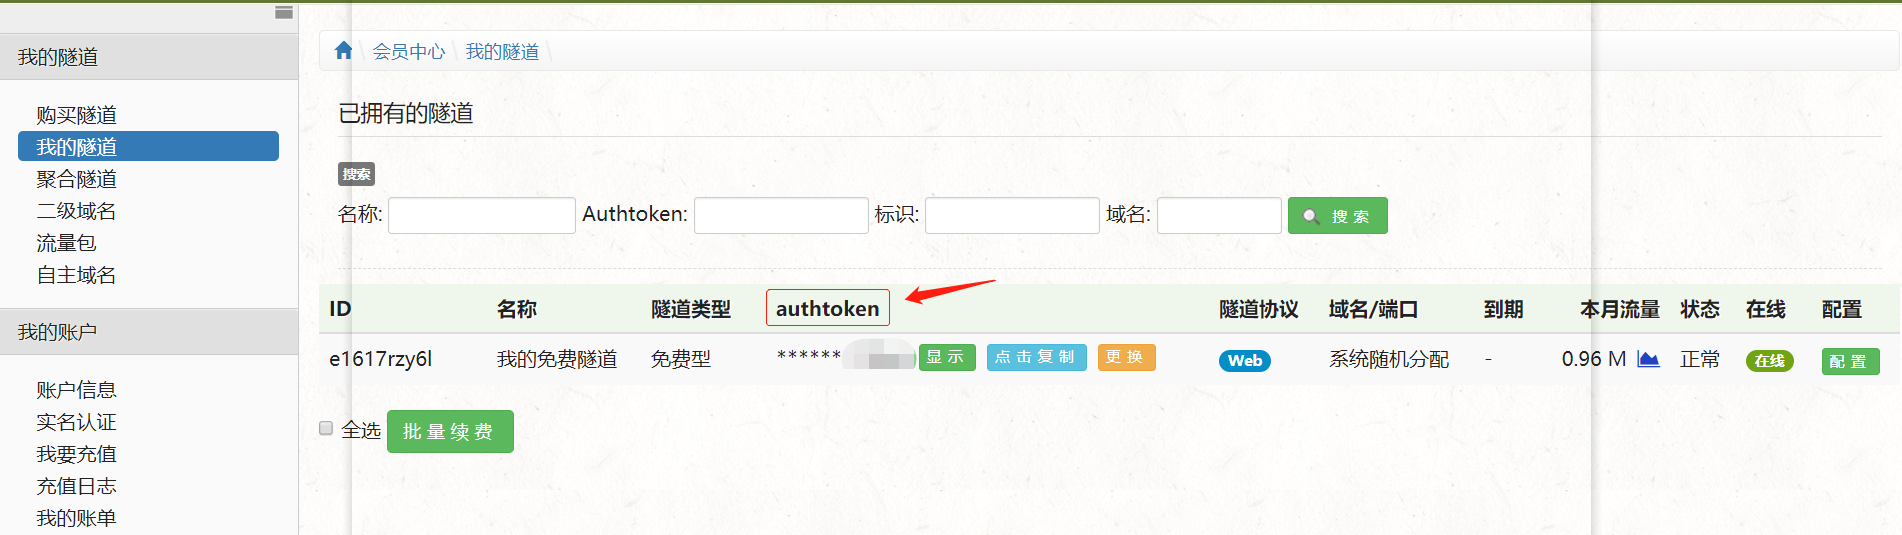 我的隧道
购买隧道
我的隧道
聚合隧道
二级域名
流量包
自主域名
我的账户
账户信息
实名认证
我要充值
充值日志
我的账单
会员中心 \ 我的隧道 \
已拥有的隧道
搜索
名称: Authtoken: 标识: 域名: 搜索
ID 名称 隧道类型 authtoken 隧道协议 域名/端口 到期 本月流量 状态 在线 配置
e1617rzy6l 我的免费隧道 免费型 ****** 显示 点击复制 更换 Web 系统随机分配 - 0.96 M 正常 在线 配置
全选 批量续费